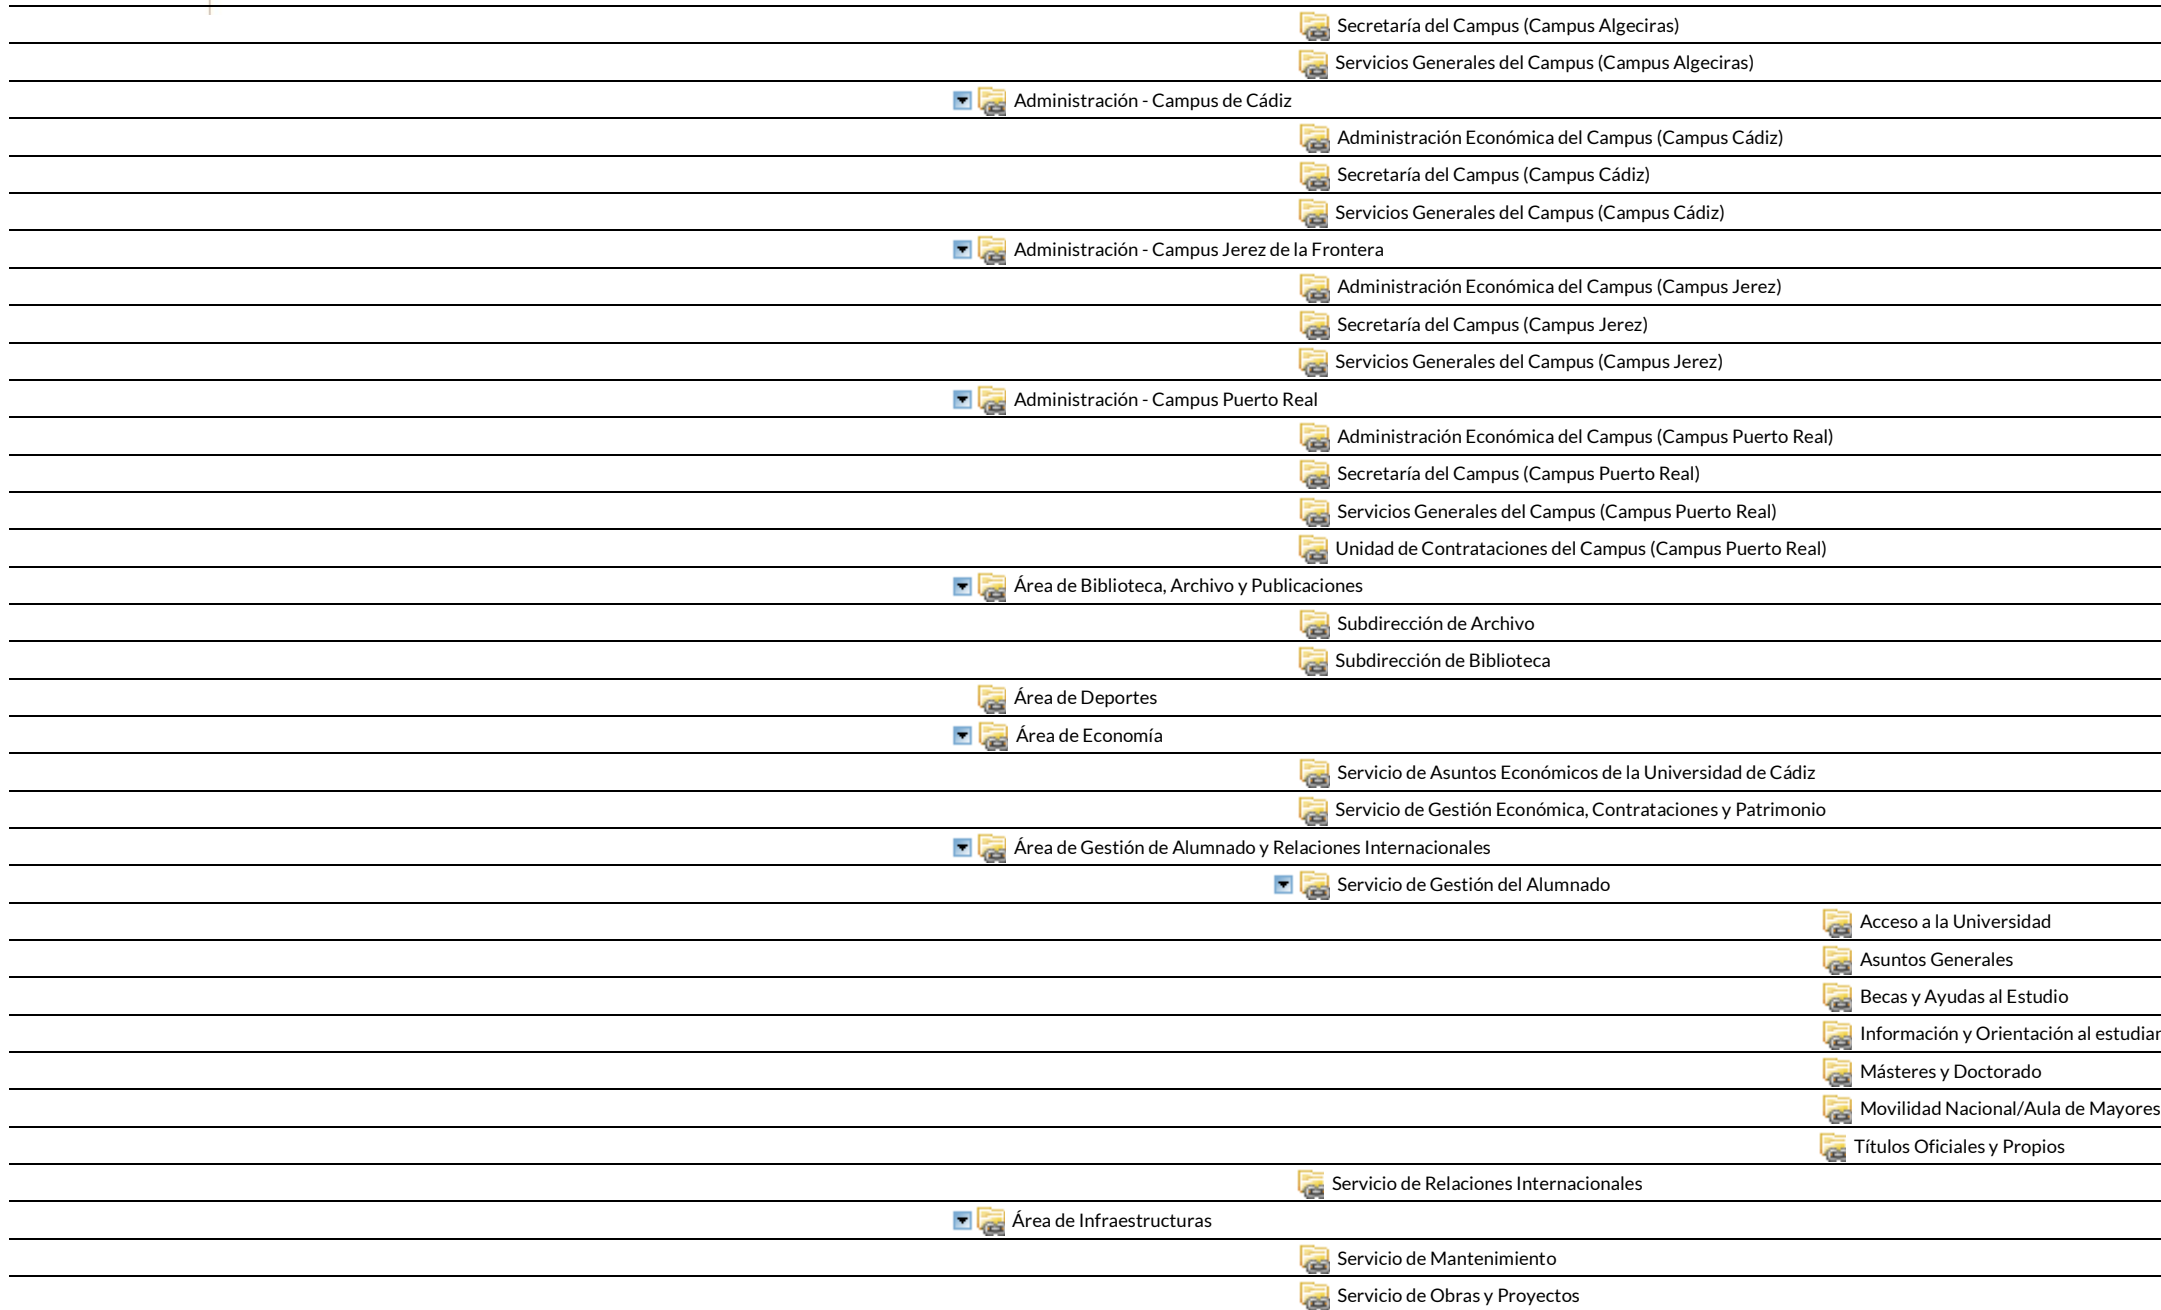 Secretaría del Campus (Campus Algeciras)
Servicios Generales del Campus (Campus Algeciras)
Administración - Campus de Cádiz
Administración Económica del Campus (Campus Cádiz)
Secretaría del Campus (Campus Cádiz)
Servicios Generales del Campus (Campus Cádiz)
Administración - Campus Jerez de la Frontera
Administración Económica del Campus (Campus Jerez)
Secretaría del Campus (Campus Jerez)
Servicios Generales del Campus (Campus Jerez)
Administración - Campus Puerto Real
Administración Económica del Campus (Campus Puerto Real)
Secretaría del Campus (Campus Puerto Real)
Servicios Generales del Campus (Campus Puerto Real)
Unidad de Contrataciones del Campus (Campus Puerto Real)
Área de Biblioteca, Archivo y Publicaciones
Subdirección de Archivo
Subdirección de Biblioteca
Área de Deportes
Área de Economía
Servicio de Asuntos Económicos de la Universidad de Cádiz
Servicio de Gestión Económica, Contrataciones y Patrimonio
Área de Gestión de Alumnado y Relaciones Internacionales
Servicio de Gestión del Alumnado
Acceso a la Universidad
Asuntos Generales
Becas y Ayudas al Estudio
Información y Orientación al
Másteres y Doctorado
Movilidad Nacional/Aula de Mayores
Títulos Oficiales y Propios
Servicio de Relaciones Internacionales
Área de Infraestructuras
Servicio de Mantenimiento
Servicio de Obras y Proyectos